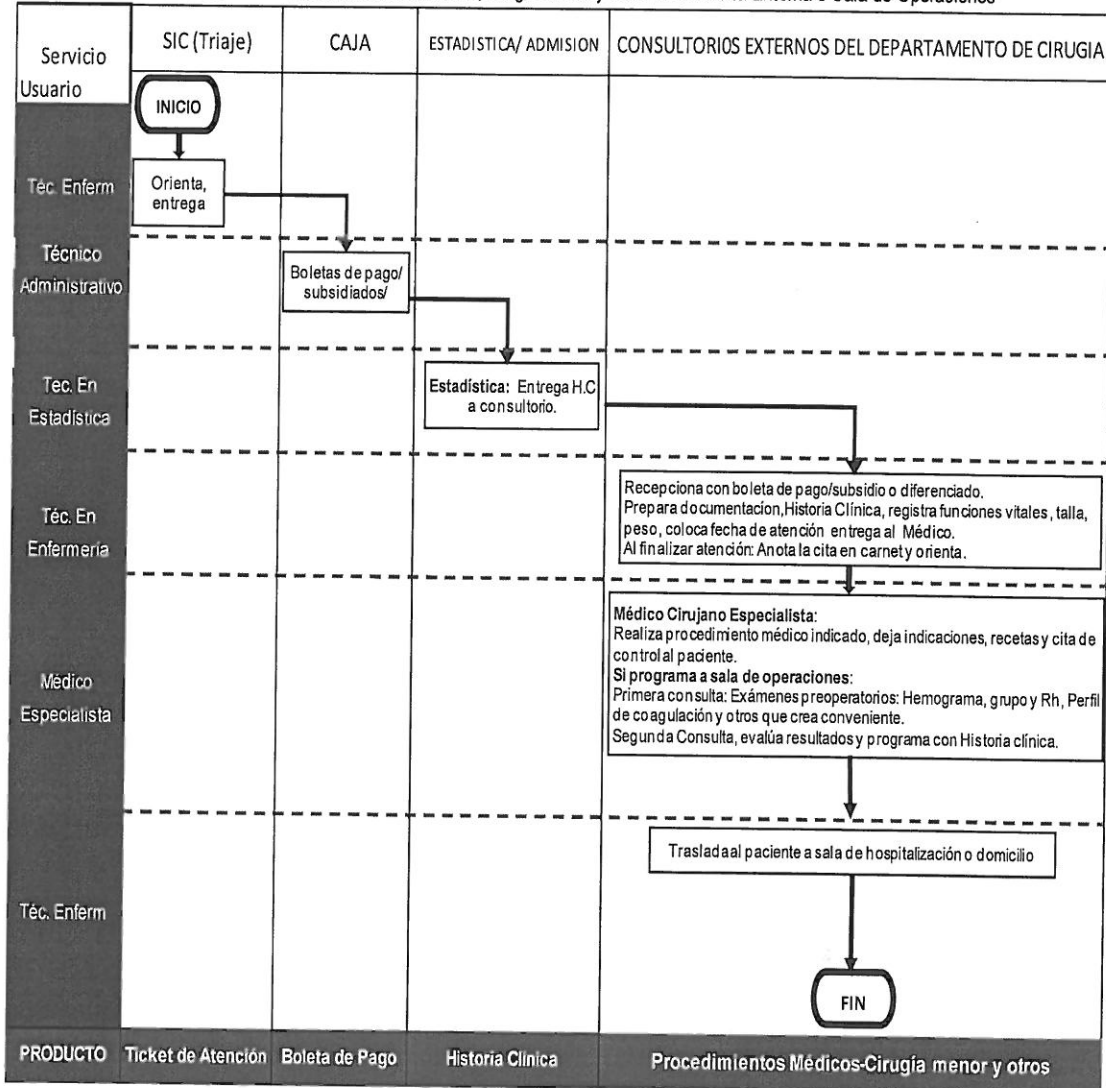 Externa o Sala de Operaciones
Servicio
Usuario
SIC (Triaje)
CAJA
ESTADISTICA/ ADMISION
CONSULTORIOS EXTERNOS DEL DEPARTAMENTO DE CIRUGIA
INICIO
Téc. Enferm
Orienta,
entrega
Técnico
Administrativo
Boletas de pago/
subsidiados/
Tec. En
Estadística
Estadística: Entrega H.C
a consultorio.
Téc. En
Enfermería
Recepciona con boleta de pago/subsidio o diferenciado.
Prepara documentacíon,Historia Clínica, registra funciones vitales, talla,
peso, coloca fecha de atención entrega al Médico.
Al finalizar atención: Anota la cita en carnet y orienta.
Médico
Especialista
Médico Cirujano Especialista:
Realiza procedimiento médico indicado, deja indicaciones, recetas y cita de
control al paciente.
Si programa a sala de operaciones:
Primera consulta: Exámenes preoperatorios: Hemograma, grupo y Rh, Perfil
de coagulación y otros que crea conveniente.
Segunda Consulta, evalúa resultados y programa con Historia clínica.
Téc. Enferm
Traslada al paciente a sala de hospitalización o domicilio
FIN
PRODUCTO
Ticket de Atención
Boleta de Pago
Historia Clínica
Procedimientos Médicos-Cirugía menor y otros